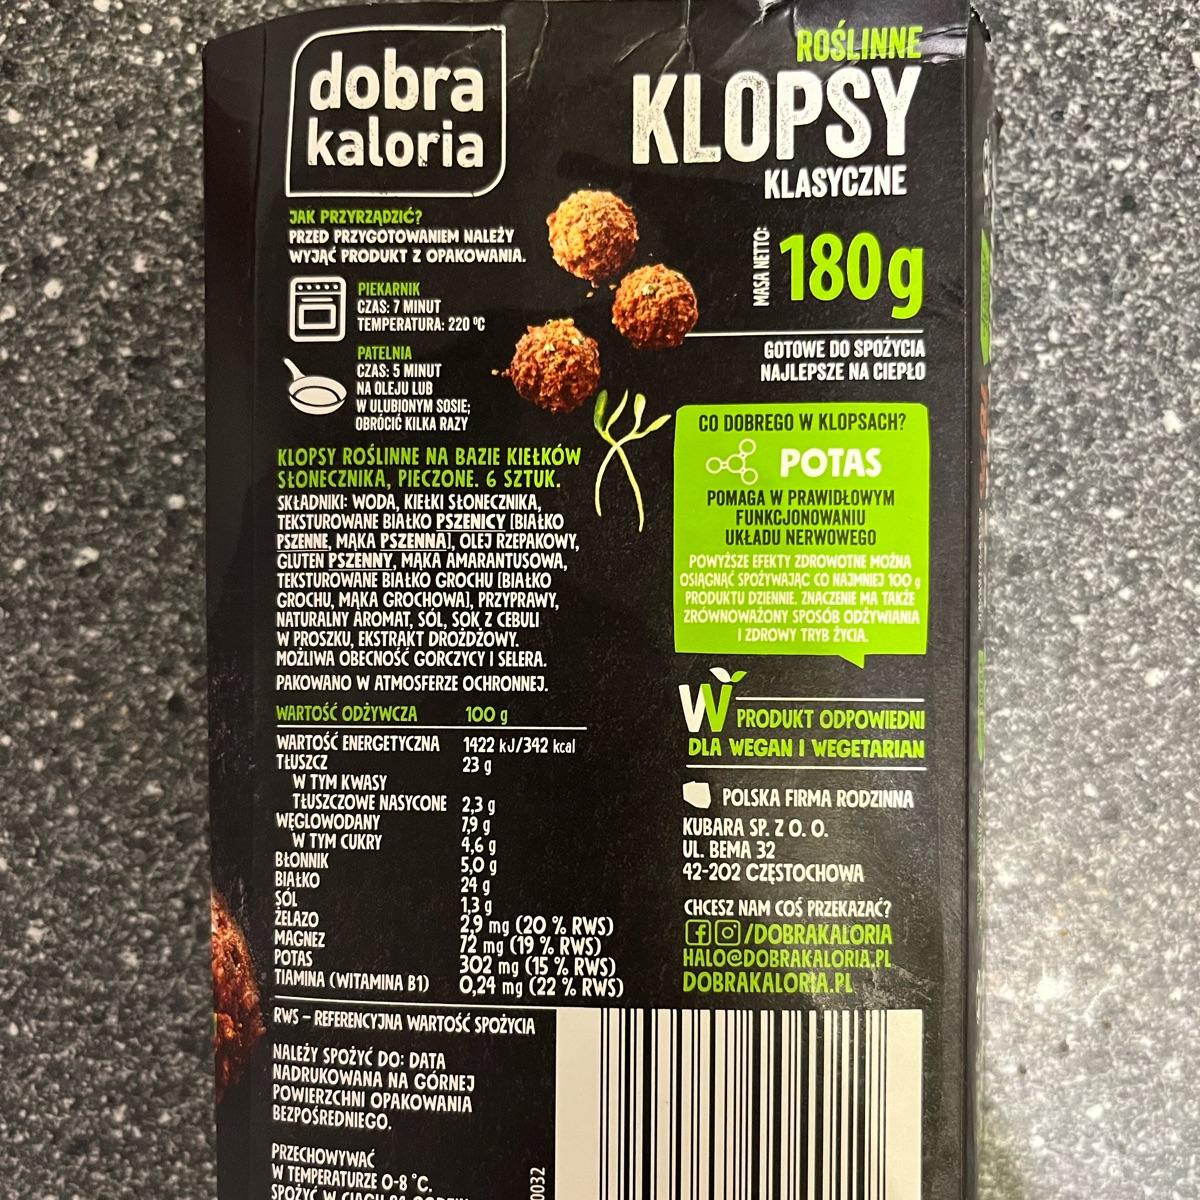 dobra
kaloria
ROŚLINNE
KLOPSY
KLASYCZNE
MASA NETTO:
180g
GOTOWE DO SPOŻYCIA
NAJLEPSZE NA CIEPŁO
JAK PRZYRZĄDZIĆ?
PRZED PRZYGOTOWANIEM NALEŻY
WYJĄĆ PRODUKT Z OPAKOWANIA.
PIEKARNIK
CZAS: 7 MINUT
TEMPERATURA: 220 ºC
PATELNIA
CZAS: 5 MINUT
NA OLEJU LUB
W ULUBIONYM SOSIE;
OBRÓCIĆ KILKA RAZY
KLOPSY ROŚLINNE NA BAZIE KIEŁKÓW
SŁONECZNIKA, PIECZONE. 6 SZTUK.
SKŁADNIKI: WODA, KIEŁKI SŁONECZNIKA,
TEKSTUROWANE BIAŁKO PSZENICY [BIAŁKO
PSZENNE, MĄKA PSZENNA], OLEJ RZEPAKOWY,
GLUTEN PSZENNY, MĄKA AMARANTUSOWA,
TEKSTUROWANE BIAŁKO GROCHU [BIAŁKO
GROCHU, MĄKA GROCHOWA], PRZYPRAWY,
NATURALNY AROMAT, SÓL, SOK Z CEBULI
W PROSZKU, EKSTRAKT DROŻDŻOWY.
MOŻLIWA OBECNOŚĆ GORCZYCY I SELERA.
PAKOWANO W ATMOSFERZE OCHRONNEJ.
WARTOŚĆ ODŻYWCZA 100 g
WARTOŚĆ ENERGETYCZNA 1422 kJ/342 kcal
TŁUSZCZ 23 g
W TYM KWASY
TŁUSZCZOWE NASYCONE 2,3 g
WĘGLOWODANY 7,9 g
W TYM CUKRY 4,6 g
BŁONNIK 5,0 g
BIAŁKO 24 g
SÓL 1,3 g
ŻELAZO 2,9 mg (20 % RWS)
MAGNEZ 72 mg (19 % RWS)
POTAS 302 mg (15 % RWS)
TIAMINA (WITAMINA B1) 0,24 mg (22 % RWS)
RWS – REFERENCYJNA WARTOŚĆ SPOŻYCIA
NALEŻY SPOŻYĆ DO: DATA
NADRUKOWANA NA GÓRNEJ
POWIERZCHNI OPAKOWANIA
BEZPOŚREDNIEGO.
PRZECHOWYWAĆ
W TEMPERATURZE 0-8 °C.
SPOŻYĆ W CIĄGU 24 GODZIN
CO DOBREGO W KLOPSACH?
POTAS
POMAGA W PRAWIDŁOWYM
FUNKCJONOWANIU
UKŁADU NERWOWEGO
POWYŻSZE EFEKTY ZDROWOTNE MOŻNA
OSIĄGNĄĆ SPOŻYWAJĄC CO NAJMNIEJ 100 g
PRODUKTU DZIENNIE. ZNACZENIE MA TAKŻE
ZRÓWNOWAŻONY SPOSÓB ODŻYWIANIA
I ZDROWY TRYB ŻYCIA.
W PRODUKT ODPOWIEDNI
DLA WEGAN I WEGETARIAN
POLSKA FIRMA RODZINNA
KUBARA SP. Z O. O.
UL. BEMA 32
42-202 CZĘSTOCHOWA
CHCESZ NAM COŚ PRZEKAZAĆ?
/DOBRAKALORIA
HALO@DOBRAKALORIA.PL
DOBRAKALORIA.PL
0032